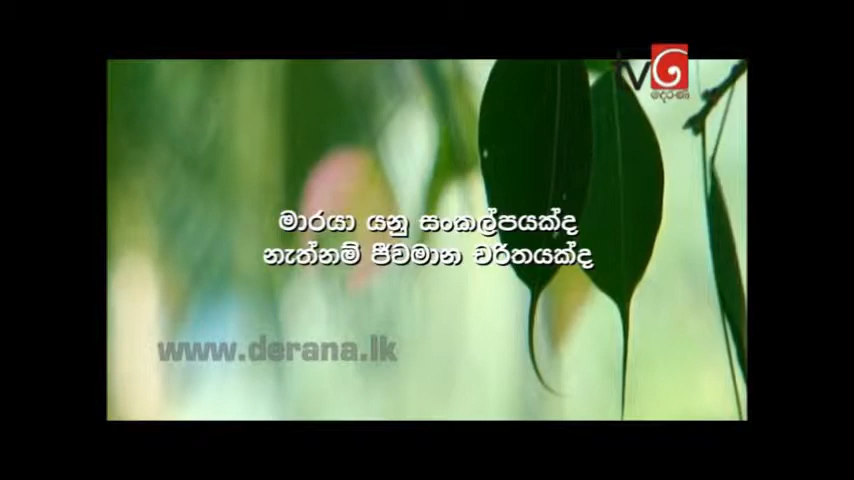 tv දෙරණ
මාරයා යනු සංකල්පයක්ද
නැත්නම් ජීවමාන චරිතයක්ද
www.derana.lk